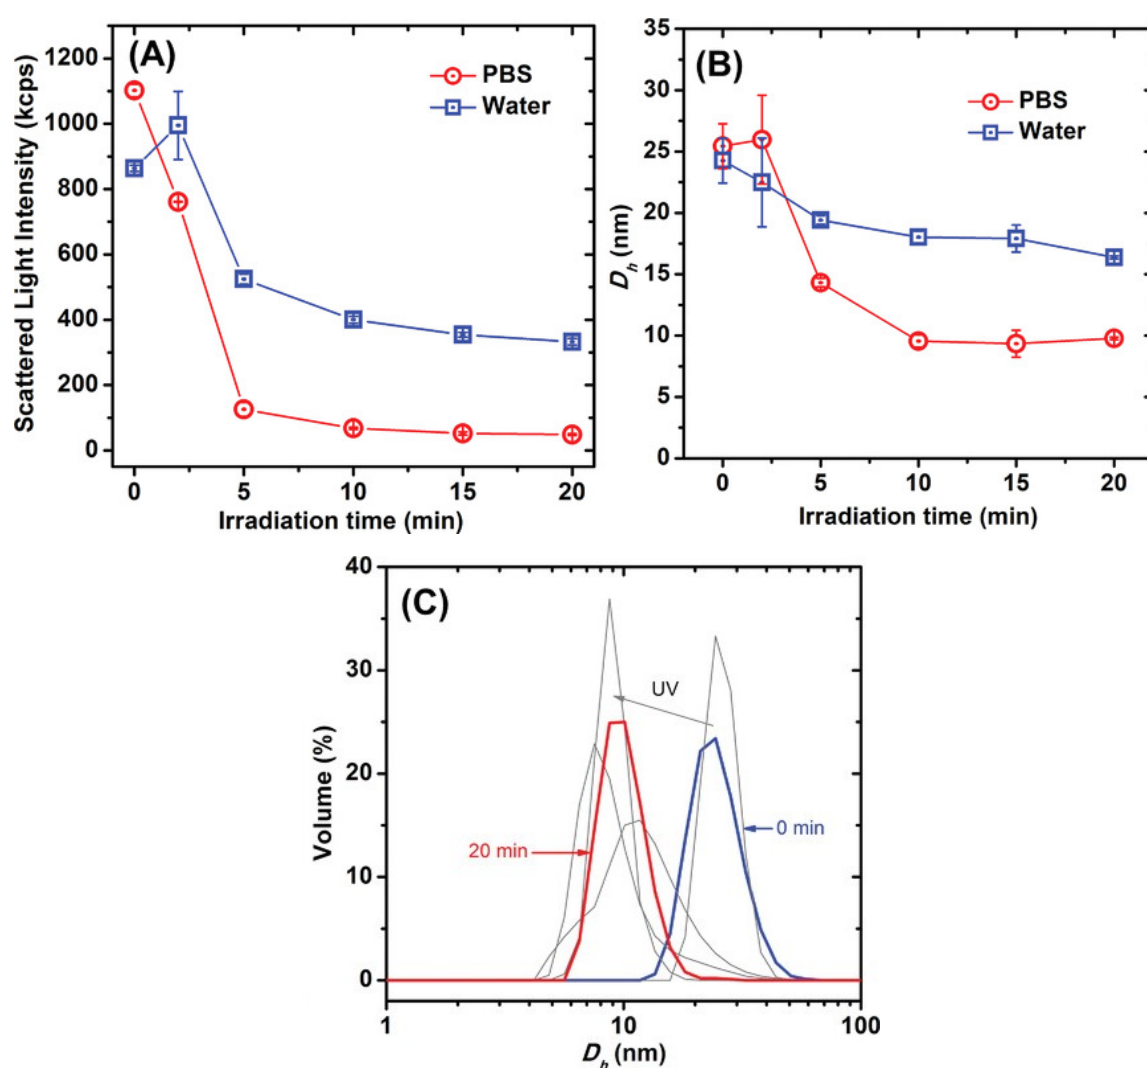 (A)
PBS
Water
1200
1000
800
600
400
200
0
Scattered Light Intensity (kcps)
0 5 10 15 20
Irradiation time (min)
(B)
PBS
Water
35
30
25
20
15
10
5
0
D_h (nm)
0 5 10 15 20
Irradiation time (min)
(C)
40
30
20
10
0
Volume (%)
UV
0 min
20 min
1 10 100
D_h (nm)